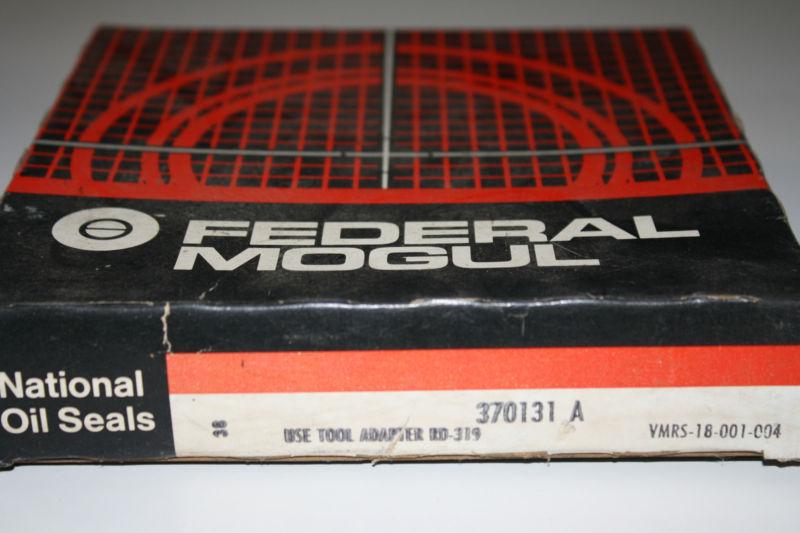 FEDERAL
MOGUL
National
Oil Seals
370131 A
38
USE TOOL ADAPTER RD-319
VMRS-18-001-004